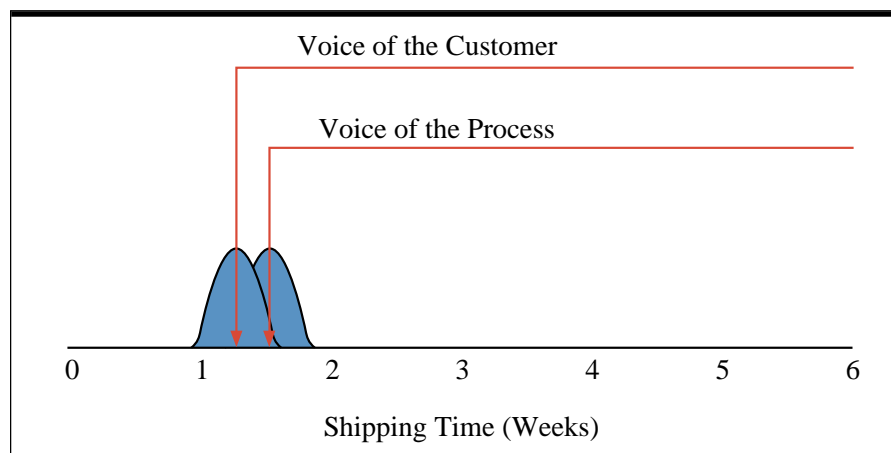 Voice of the Customer
Voice of the Process
0 1 2 3 4 5 6
Shipping Time (Weeks)